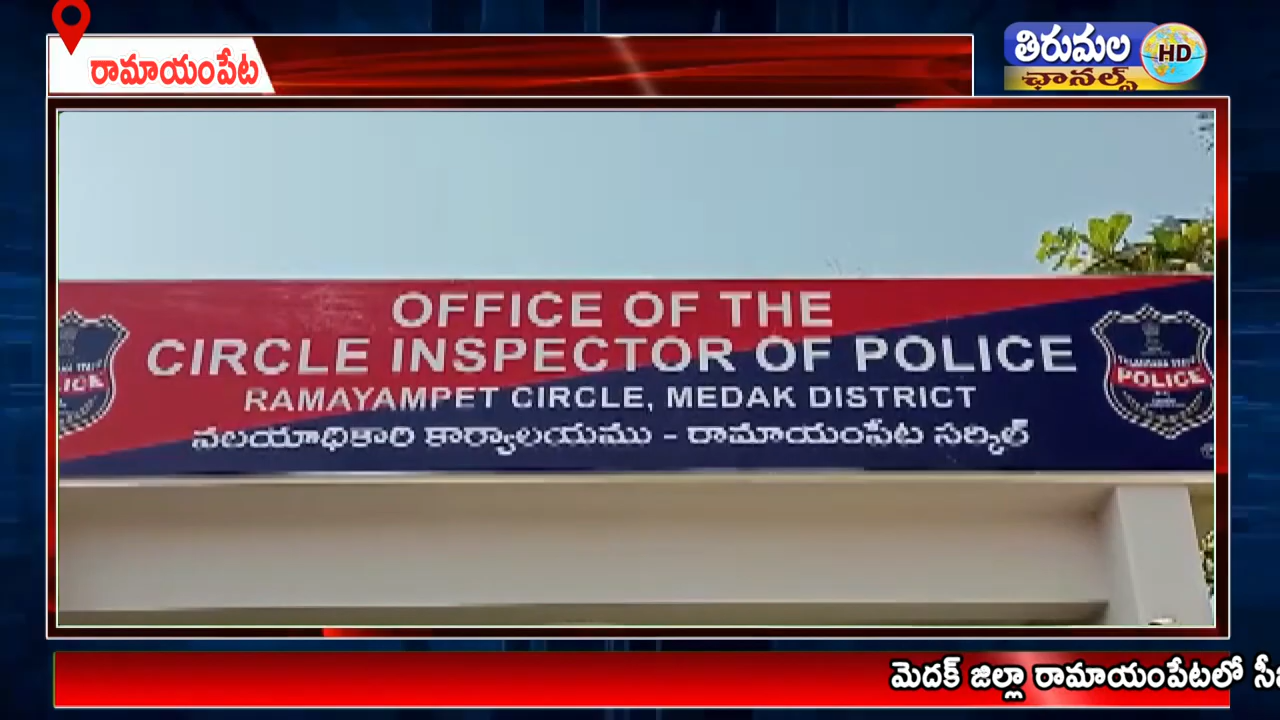 రామాయంపేట
తిరుమల
ఛానల్స్
HD
OFFICE OF THE
CIRCLE INSPECTOR OF POLICE
RAMAYAMPET CIRCLE, MEDAK DISTRICT
వలయాధికారి కార్యాలయము - రామాయంపేట సర్కిల్
POLICE
మెదక్ జిల్లా రామాయంపేటలో